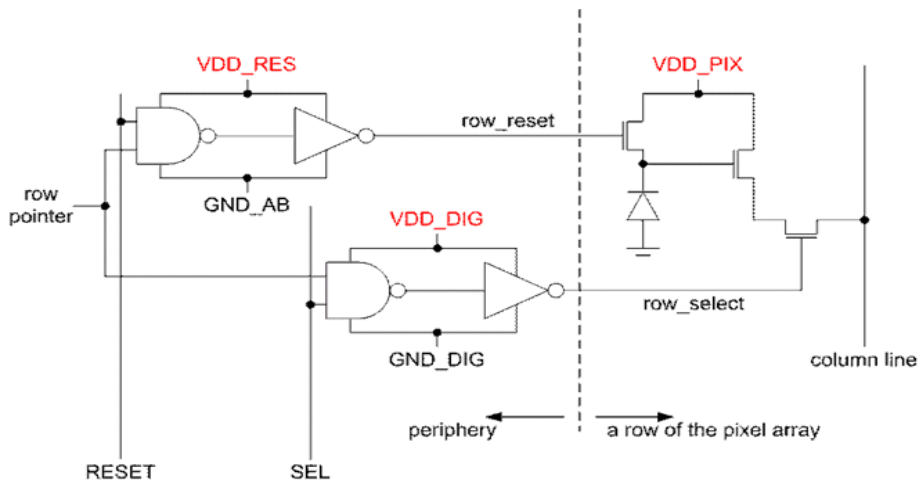 VDD_RES
VDD_PIX
row_reset
row
pointer
GND_AB
VDD_DIG
row_select
GND_DIG
column line
periphery
a row of the pixel array
RESET
SEL